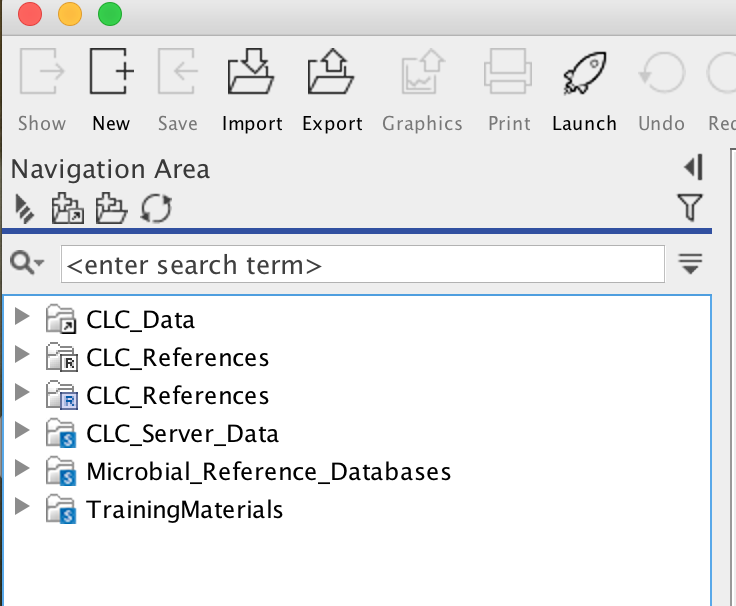 Show New Save Import Export Graphics Print Launch Undo
Navigation Area
<enter search term>
CLC_Data
R CLC_References
R CLC_References
S CLC_Server_Data
S Microbial_Reference_Databases
S TrainingMaterials